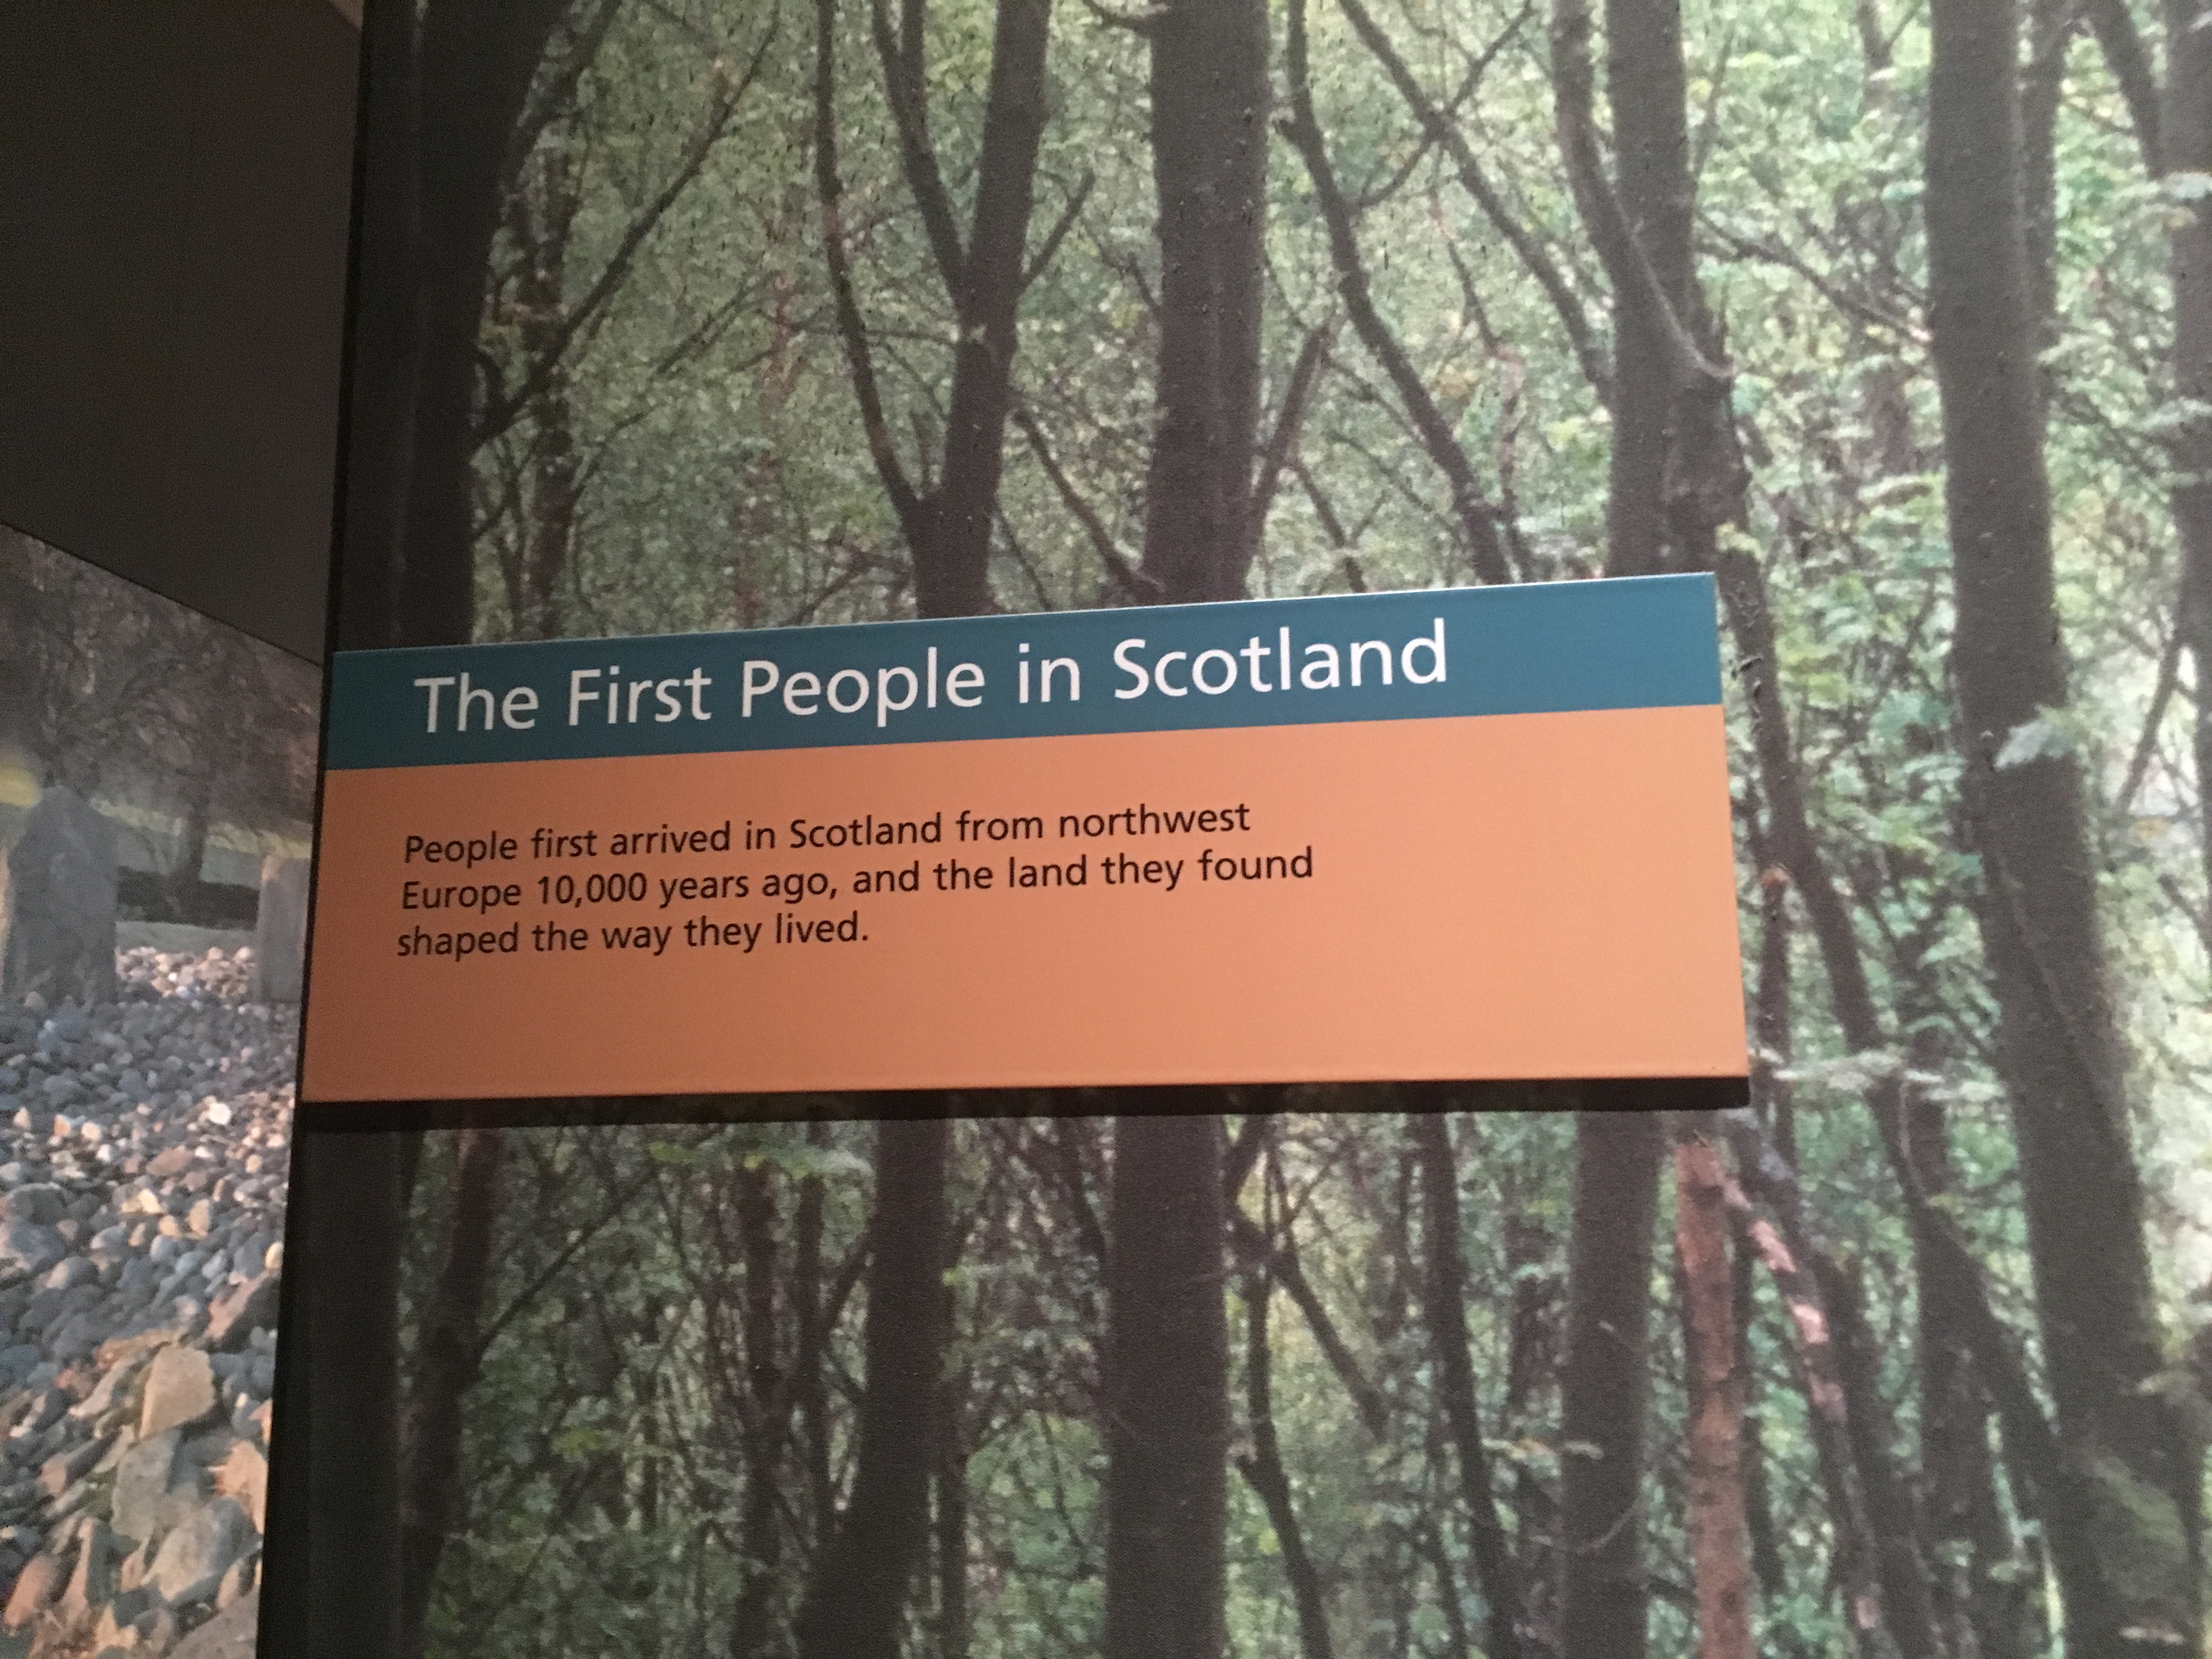 The First People in Scotland
People first arrived in Scotland from northwest
Europe 10,000 years ago, and the land they found
shaped the way they lived.